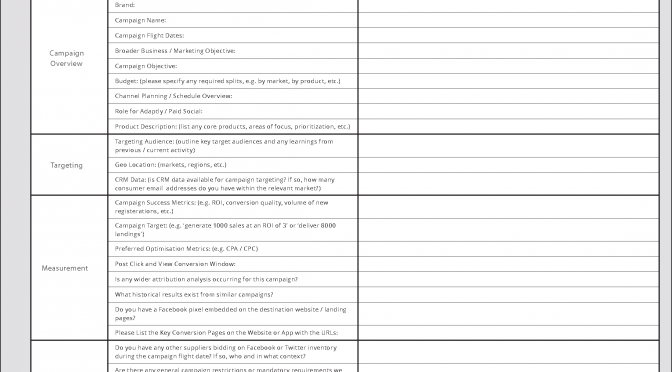 Brand:
Campaign Name:
Campaign Flight Dates:
Broader Business / Marketing Objective:
Campaign
Overview
Campaign Objective:
Budget: (please specify any required splits, e.g. by market, by product, etc.)
Channel Planning / Schedule Overview:
Role for Adaptly / Paid Social:
Product Description: (list any core products, areas of focus, prioritization, etc.)
Targeting
Targeting Audience: (outline key target audiences and any learnings from
previous / current activity)
Geo Location: (markets, regions, etc.)
CRM Data: (is CRM data available for campaign targeting? If so, how many
consumer email addresses do you have within the relevant market?)
Measurement
Campaign Success Metrics: (e.g. ROI, conversion quality, volume of new
registerations, etc.)
Campaign Target: (e.g. 'generate 1000 sales at an ROI of 3' or 'deliver 8000
landings')
Preferred Optimisation Metrics: (e.g. CPA / CPC)
Post Click and View Conversion Window:
Is any wider attribution analysis occurring for this campaign?
What historical results exist from similar campaigns?
Do you have a Facebook pixel embedded on the destination website / landing
pages?
Please List the Key Conversion Pages on the Website or App with the URLs:
Do you have any other suppliers bidding on Facebook or Twitter inventory
during the campaign flight date? If so, who and in what context?
Are there any general campaign restrictions or mandatory requirements we